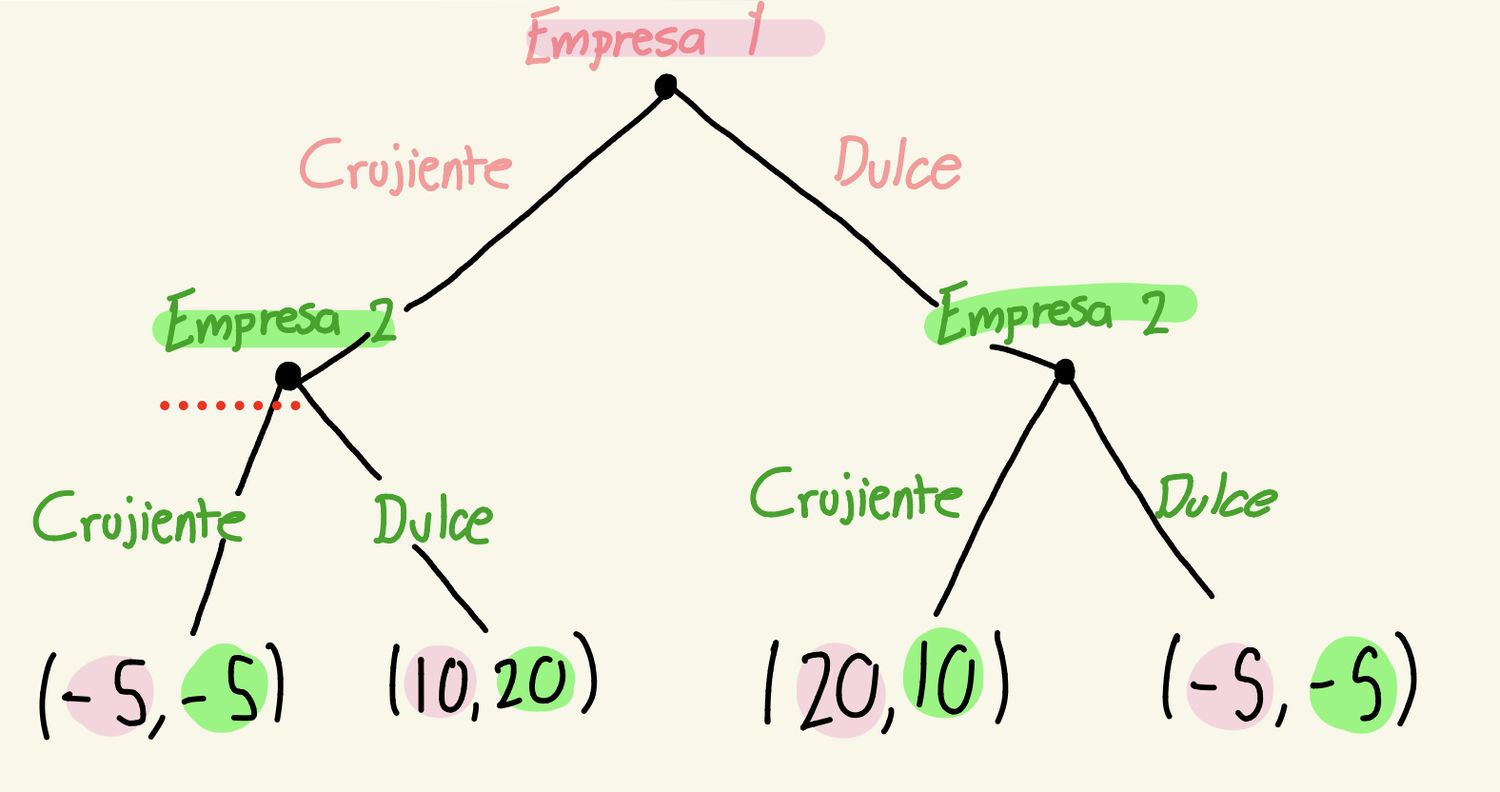 Empresa 1
Crujiente Dulce
Empresa 2 Empresa 2
Crujiente Dulce Crujiente Dulce
(-5, -5) (10, 20) (20, 10) (-5, -5)